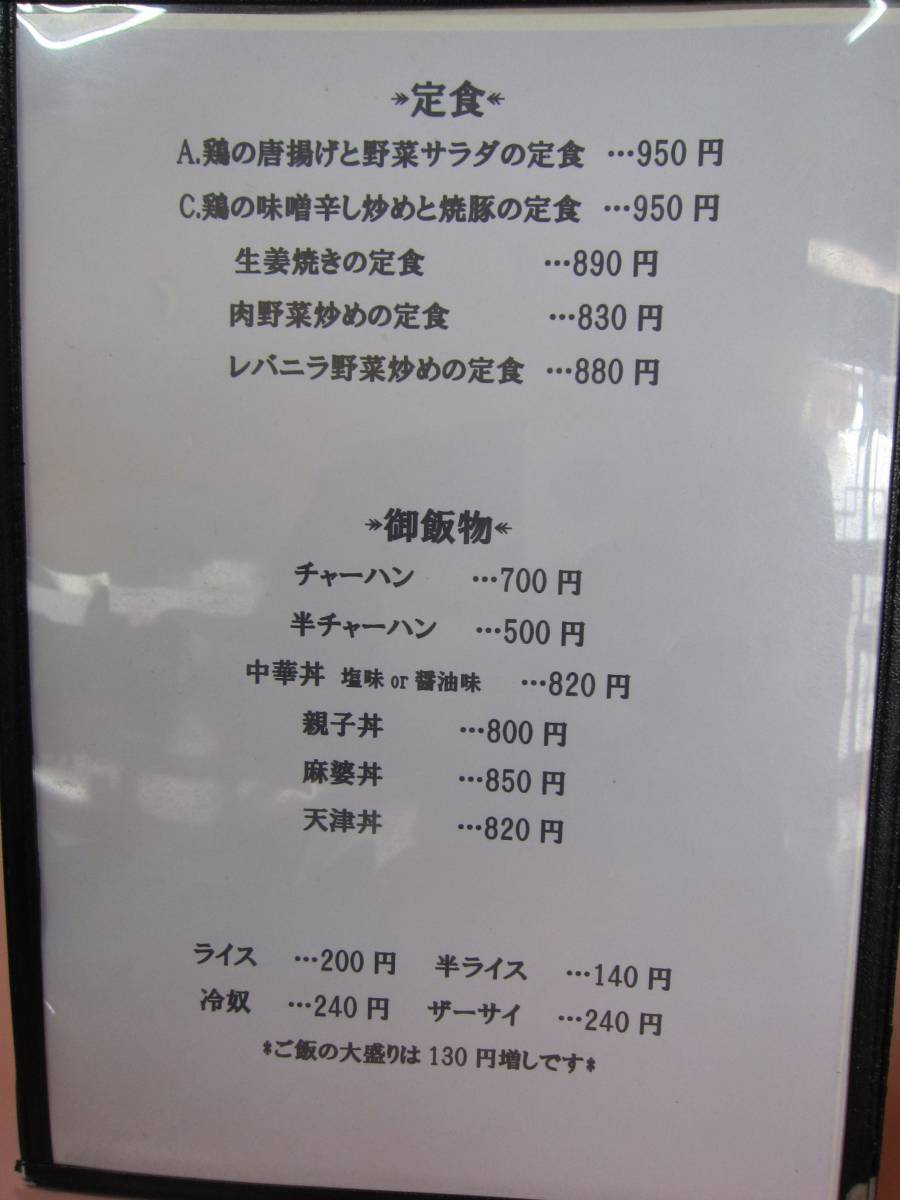 »定食«
A.鶏の唐揚げと野菜サラダの定食 …950円
C.鶏の味噌辛し炒めと焼豚の定食 …950円
生姜焼きの定食 …890円
肉野菜炒めの定食 …830円
レバニラ野菜炒めの定食 …880円
»御飯物«
チャーハン …700円
半チャーハン …500円
中華丼 塩味 or 醤油味 …820円
親子丼 …800円
麻婆丼 …850円
天津丼 …820円
ライス …200円 半ライス …140円
冷奴 …240円 ザーサイ …240円
*ご飯の大盛りは 130 円増しです*